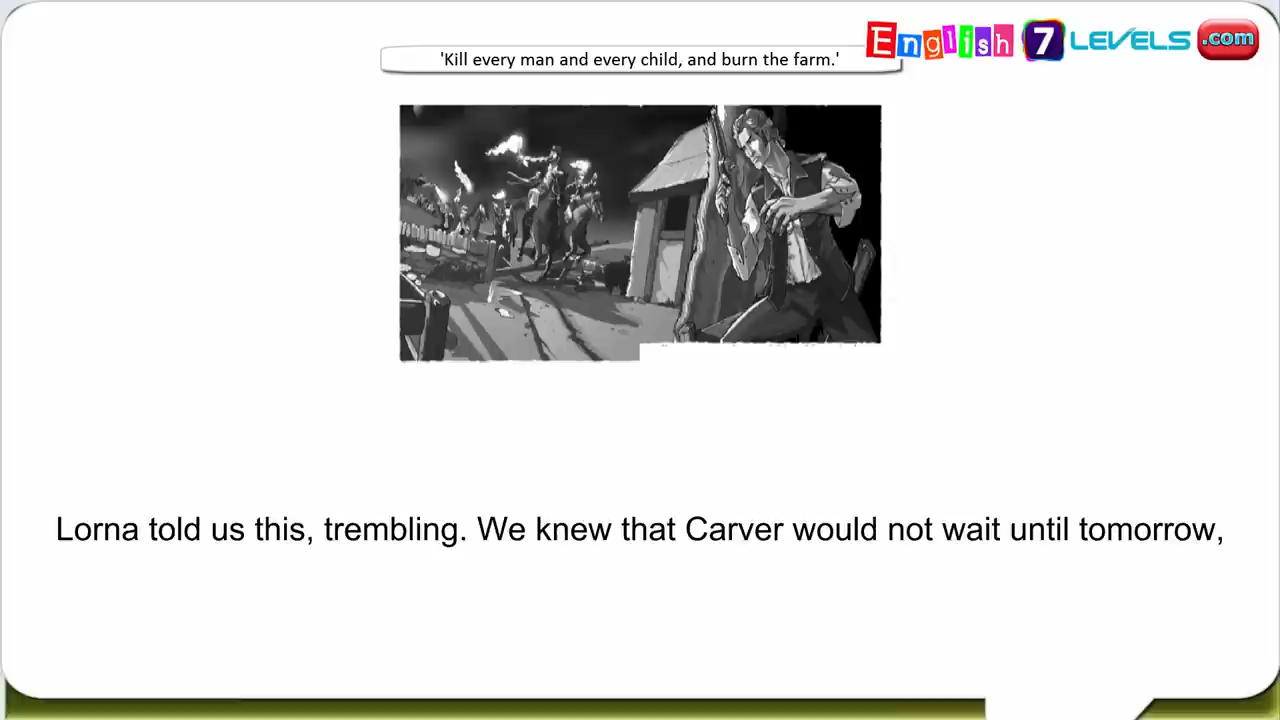 English 7 LEVELS .com
'Kill every man and every child, and burn the farm.'
Lorna told us this, trembling. We knew that Carver would not wait until tomorrow,